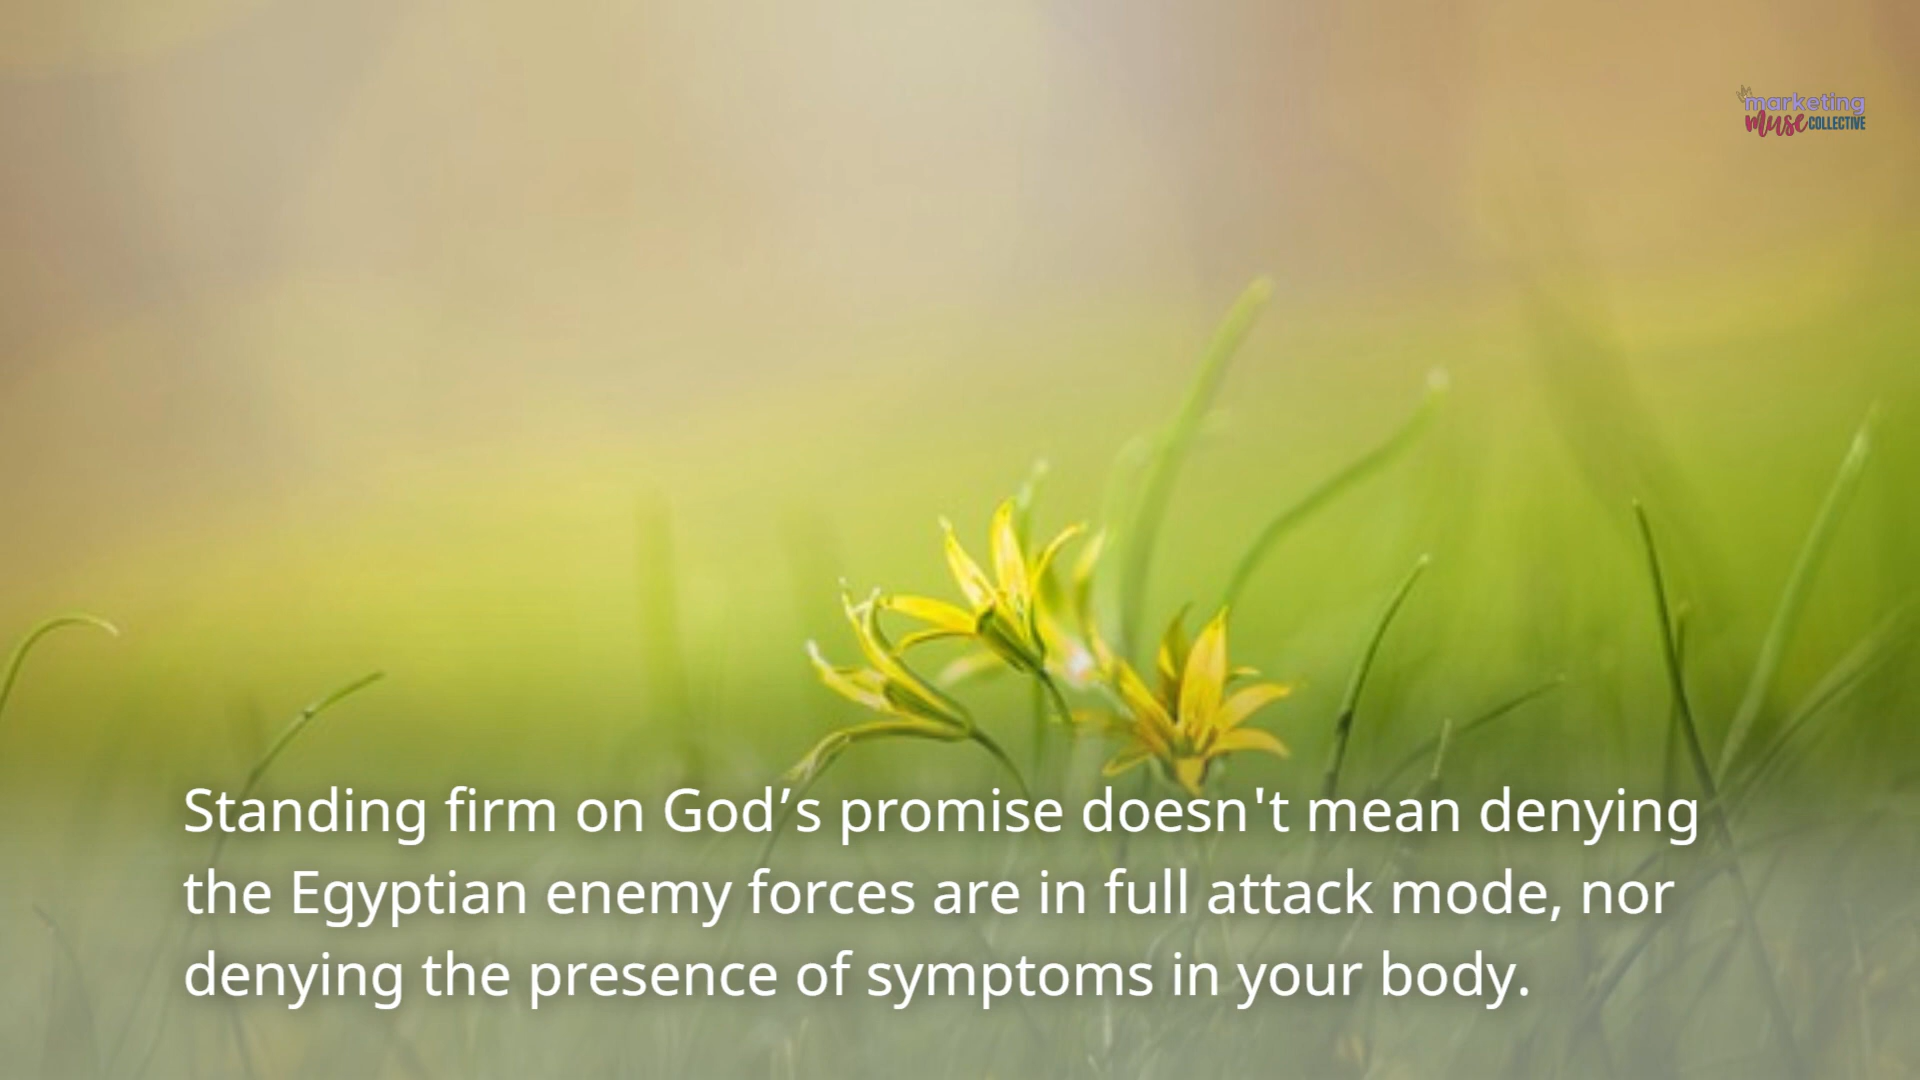 marketing
muse COLLECTIVE
Standing firm on God’s promise doesn't mean denying
the Egyptian enemy forces are in full attack mode, nor
denying the presence of symptoms in your body.